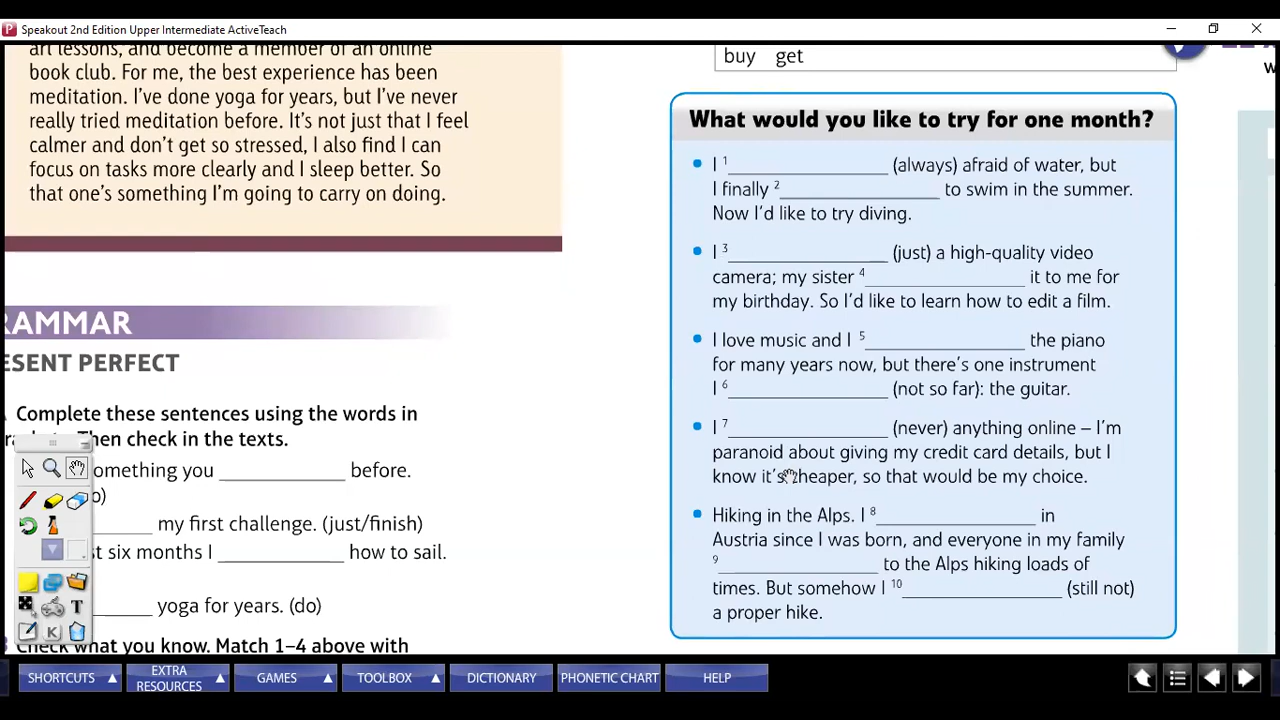 Speakout 2nd Edition Upper Intermediate ActiveTeach
art lessons, and become a member of an online
book club. For me, the best experience has been
meditation. I've done yoga for years, but I've never
really tried meditation before. It's not just that I feel
calmer and don't get so stressed, I also find I can
focus on tasks more clearly and I sleep better. So
that one's something I'm going to carry on doing.
RAMMAR
ESENT PERFECT
Complete these sentences using the words in
Then check in the texts.
omething you ____________ before.
o)
my first challenge. (just/finish)
st six months I ____________ how to sail.
yoga for years. (do)
Check what you know. Match 1–4 above with
buy get
What would you like to try for one month?
• I 1 ____________ (always) afraid of water, but
I finally 2 ____________ to swim in the summer.
Now I'd like to try diving.
• I 3 ____________ (just) a high-quality video
camera; my sister 4 ____________ it to me for
my birthday. So I'd like to learn how to edit a film.
• I love music and I 5 ____________ the piano
for many years now, but there's one instrument
I 6 ____________ (not so far): the guitar.
• I 7 ____________ (never) anything online – I'm
paranoid about giving my credit card details, but I
know it's cheaper, so that would be my choice.
• Hiking in the Alps. I 8 ____________ in
Austria since I was born, and everyone in my family
9 ____________ to the Alps hiking loads of
times. But somehow I 10 ____________ (still not)
a proper hike.
T
K
SHORTCUTS
EXTRA
RESOURCES
GAMES
TOOLBOX
DICTIONARY
PHONETIC CHART
HELP